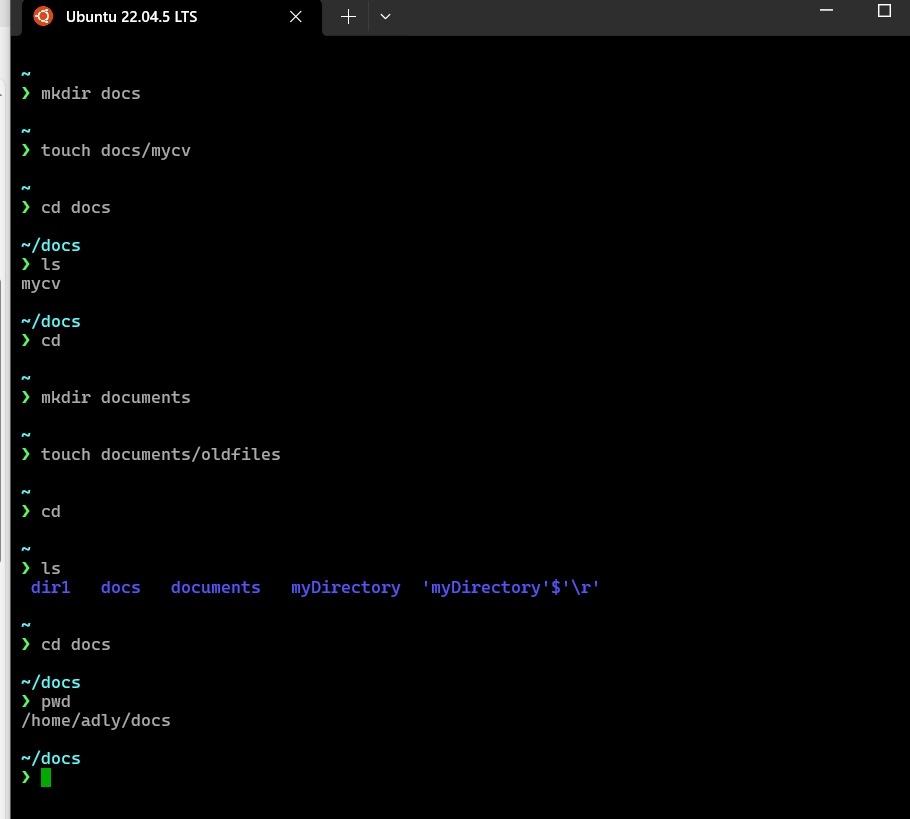 Ubuntu 22.04.5 LTS
~
❯ mkdir docs
~
❯ touch docs/mycv
~
❯ cd docs
~/docs
❯ ls
mycv
~/docs
❯ cd
~
❯ mkdir documents
~
❯ touch documents/oldfiles
~
❯ cd
~
❯ ls
dir1   docs   documents   myDirectory  'myDirectory'$'\r'
~
❯ cd docs
~/docs
❯ pwd
/home/adly/docs
~/docs
❯